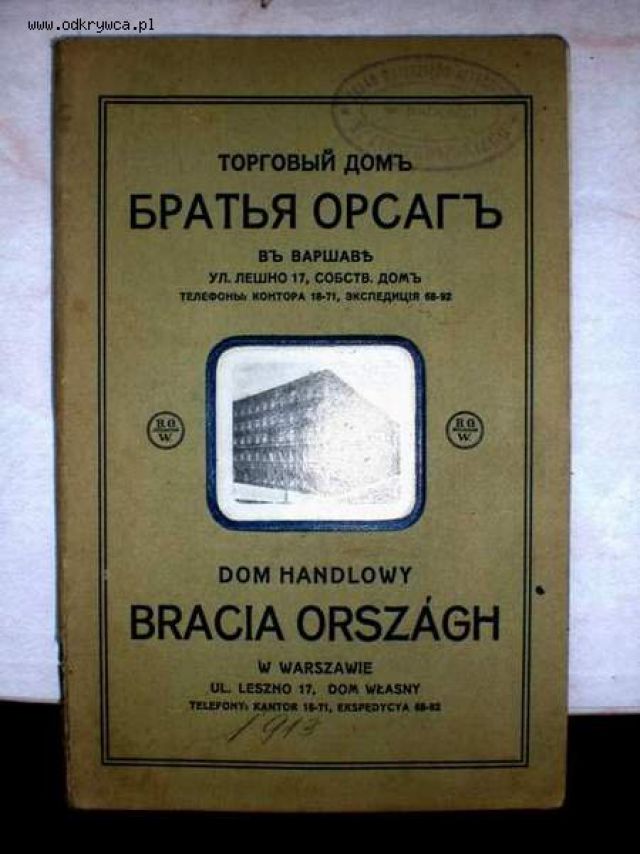 www.odkrywca.pl
ТОРГОВЫЙ ДОМЪ
БРАТЬЯ ОРСАГЪ
ВЪ ВАРШАВѢ
УЛ. ЛЕШНО 17, СОБСТВ. ДОМЪ
ТЕЛЕФОНЫ: КОНТОРА 18-71, ЭКСПЕДИЦІЯ 68-92
B.O.
W.
B.O.
W.
DOM HANDLOWY
BRACIA ORSZÁGH
W WARSZAWIE
UL. LESZNO 17, DOM WŁASNY
TELEFONY: KANTOR 18-71, EKSPEDYCYA 68-92
1913